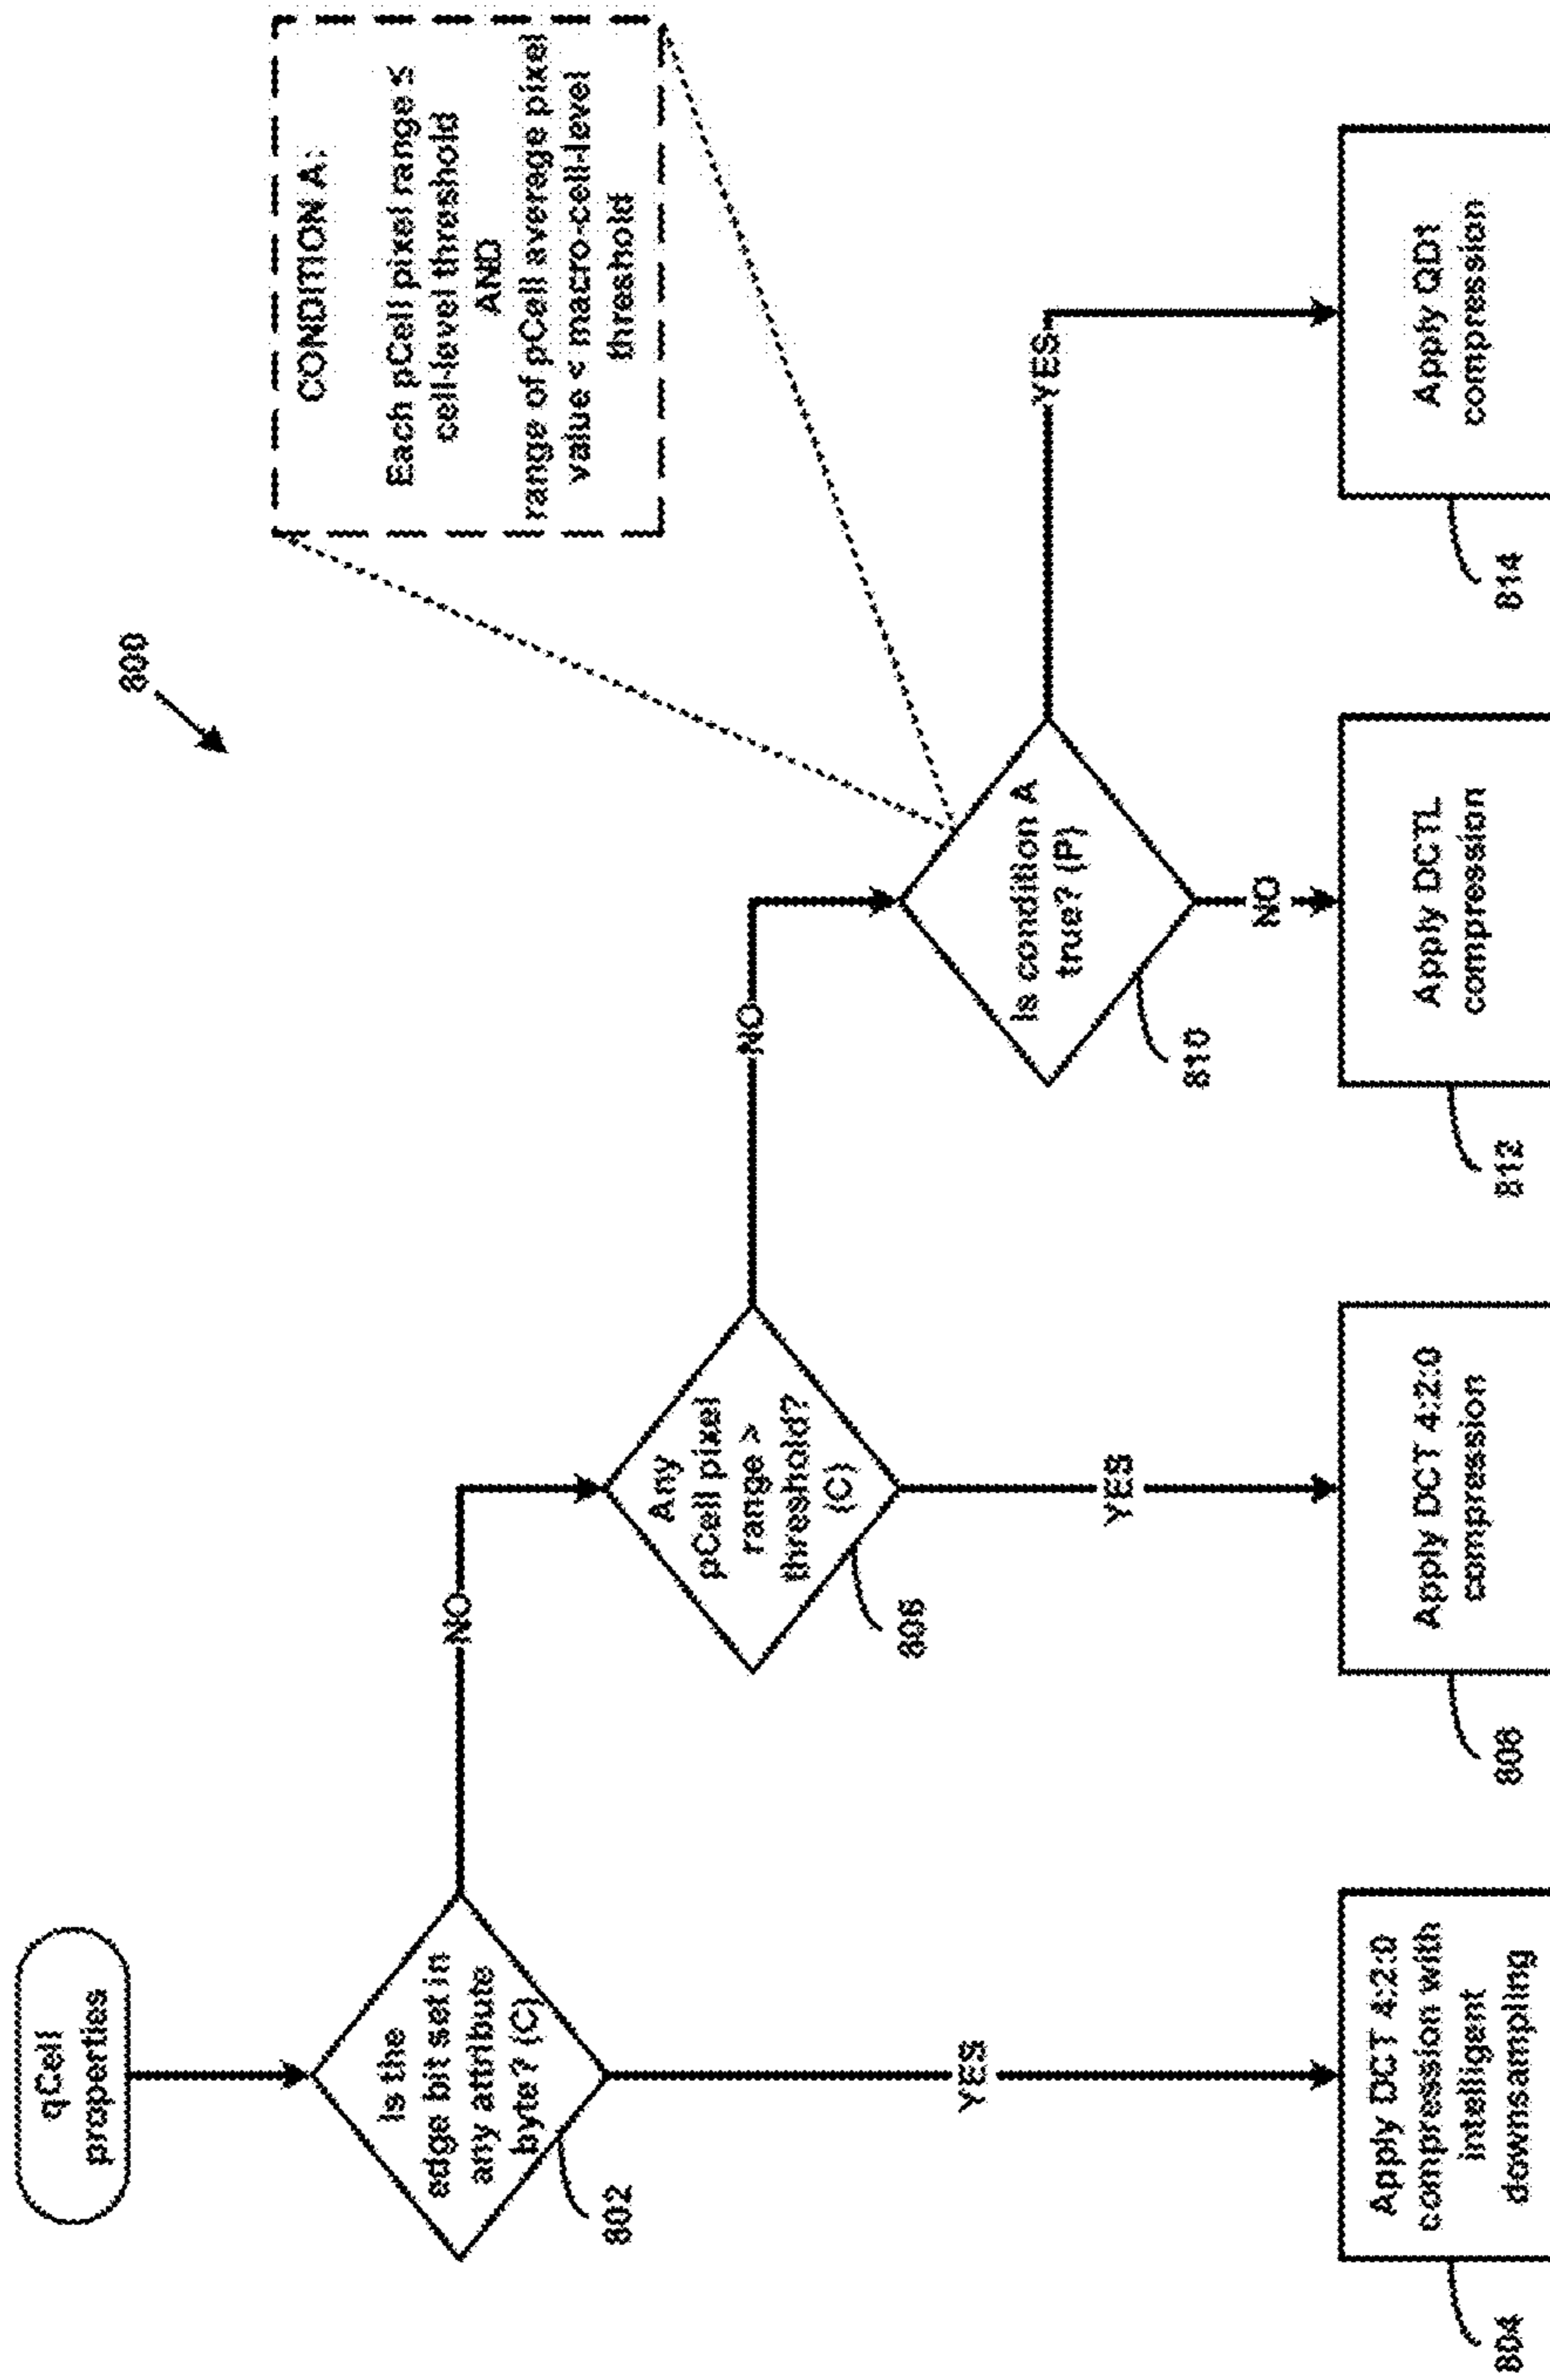 800
qCell
properties
Is the
edge bit set in
any attribute
byte? (C)
802
NO
YES
Any
pCell pixel
range >
threshold?
(C)
806
NO
YES
Is condition A
true? (P)
810
YES
NO
CONDITION A:
Each pCell pixel range ≤
cell-level threshold
AND
range of pCell average pixel
value < macro-cell-level
threshold
Apply DCT 4:2:0
compression with
intelligent
downsampling
804
Apply DCT 4:2:0
compression
808
Apply DCTL
compression
812
Apply QDT
compression
814